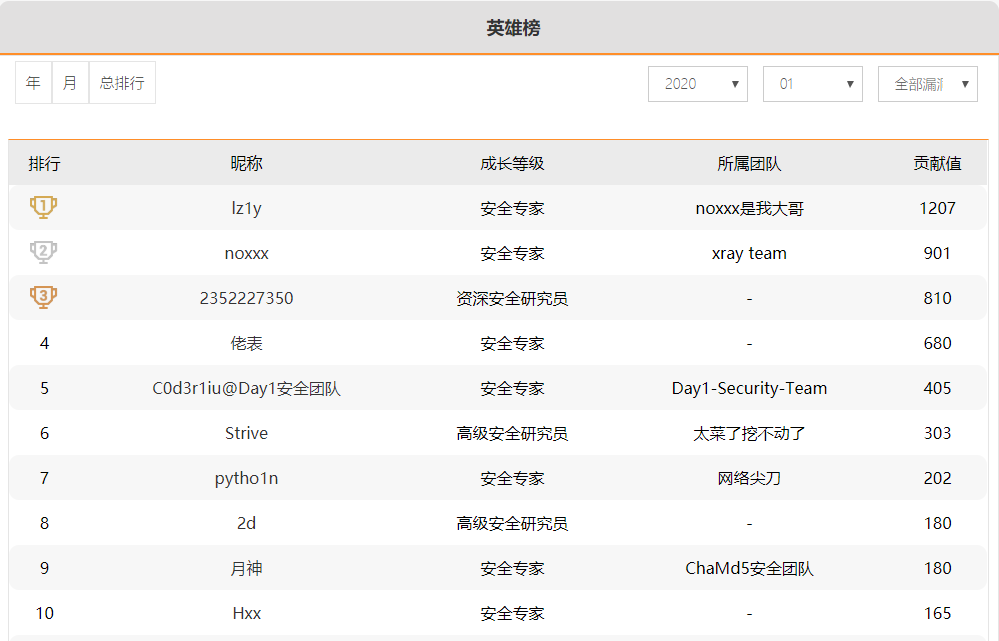 英雄榜
年 月 总排行 2020 01 全部漏
排行 昵称 成长等级 所属团队 贡献值
1 lz1y 安全专家 noxxx是我大哥 1207
2 noxxx 安全专家 xray team 901
3 2352227350 资深安全研究员 - 810
4 佬表 安全专家 - 680
5 C0d3r1iu@Day1安全团队 安全专家 Day1-Security-Team 405
6 Strive 高级安全研究员 太菜了挖不动了 303
7 pytho1n 安全专家 网络尖刀 202
8 2d 高级安全研究员 - 180
9 月神 安全专家 ChaMd5安全团队 180
10 Hxx 安全专家 - 165